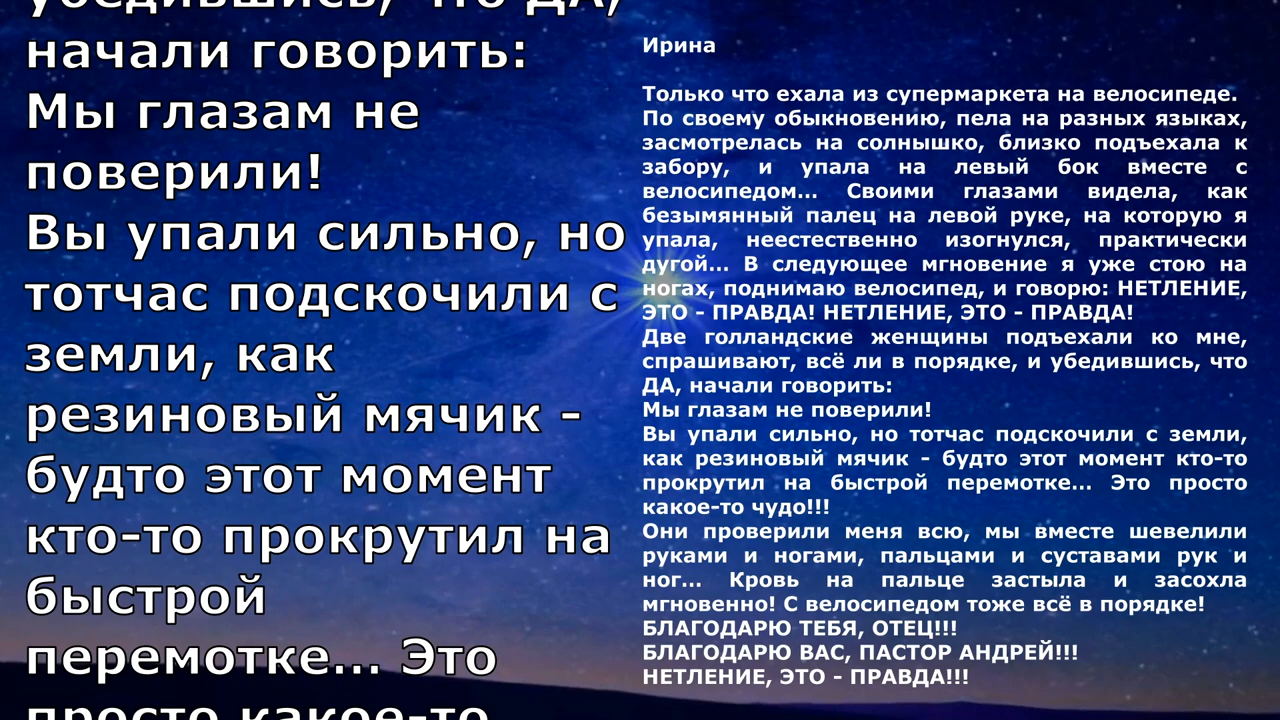 убедившись, что ДА,
начали говорить:
Мы глазам не
поверили!
Вы упали сильно, но
тотчас подскочили с
земли, как
резиновый мячик -
будто этот момент
кто-то прокрутил на
быстрой
перемотке... Это
просто какое-то
Ирина
Только что ехала из супермаркета на велосипеде.
По своему обыкновению, пела на разных языках,
засмотрелась на солнышко, близко подъехала к
забору, и упала на левый бок вместе с
велосипедом... Своими глазами видела, как
безымянный палец на левой руке, на которую я
упала, неестественно изогнулся, практически
дугой... В следующее мгновение я уже стою на
ногах, поднимаю велосипед, и говорю: НЕТЛЕНИЕ,
ЭТО - ПРАВДА! НЕТЛЕНИЕ, ЭТО - ПРАВДА!
Две голландские женщины подъехали ко мне,
спрашивают, всё ли в порядке, и убедившись, что
ДА, начали говорить:
Мы глазам не поверили!
Вы упали сильно, но тотчас подскочили с земли,
как резиновый мячик - будто этот момент кто-то
прокрутил на быстрой перемотке... Это просто
какое-то чудо!!!
Они проверили меня всю, мы вместе шевелили
руками и ногами, пальцами и суставами рук и
ног... Кровь на пальце застыла и засохла
мгновенно! С велосипедом тоже всё в порядке!
БЛАГОДАРЮ ТЕБЯ, ОТЕЦ!!!
БЛАГОДАРЮ ВАС, ПАСТОР АНДРЕЙ!!!
НЕТЛЕНИЕ, ЭТО - ПРАВДА!!!